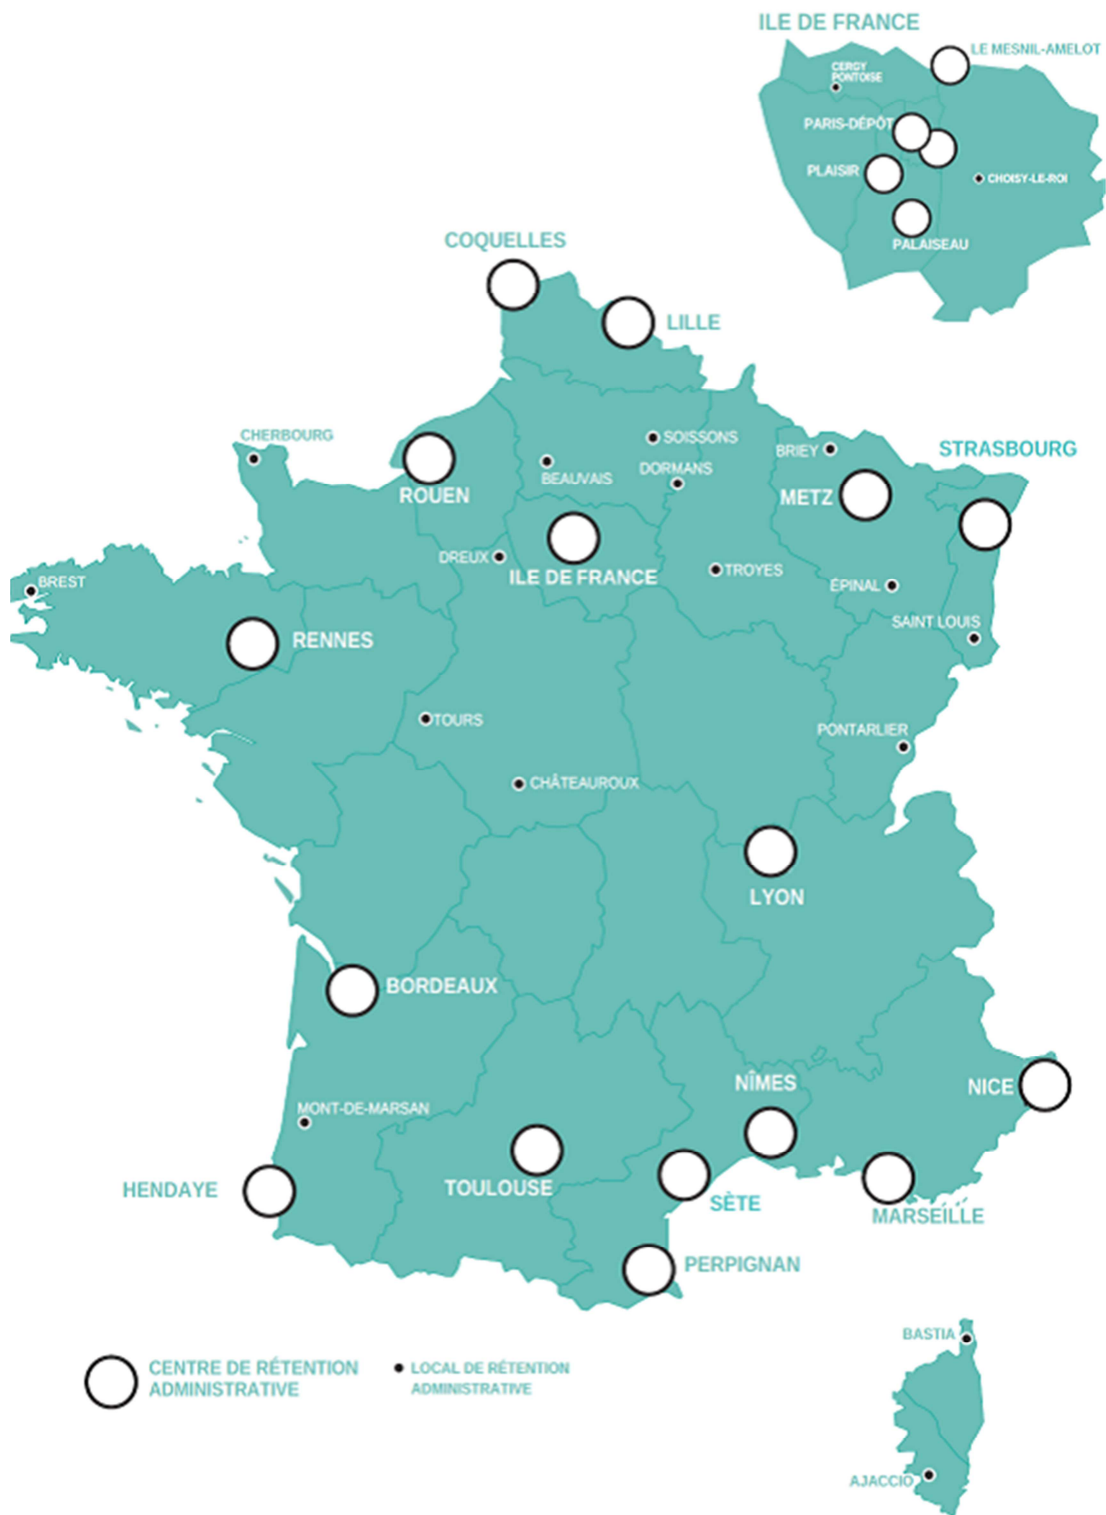 ILE DE FRANCE
LE MESNIL-AMELOT
CERGY
PONTOISE
PARIS-DÉPÔT
PLAISIR
CHOISY-LE-ROI
PALAISEAU
COQUELLES
LILLE
CHERBOURG
SOISSONS
BRIEY
STRASBOURG
DORMANS
BEAUVAIS
METZ
ROUEN
DREUX
ILE DE FRANCE
TROYES
ÉPINAL
BREST
SAINT LOUIS
RENNES
TOURS
PONTARLIER
CHÂTEAUROUX
LYON
BORDEAUX
NÎMES
NICE
MONT-DE-MARSAN
HENDAYE
TOULOUSE
SÈTE
MARSEILLE
PERPIGNAN
BASTIA
CENTRE DE RÉTENTION
ADMINISTRATIVE
LOCAL DE RÉTENTION
ADMINISTRATIVE
AJACCIO